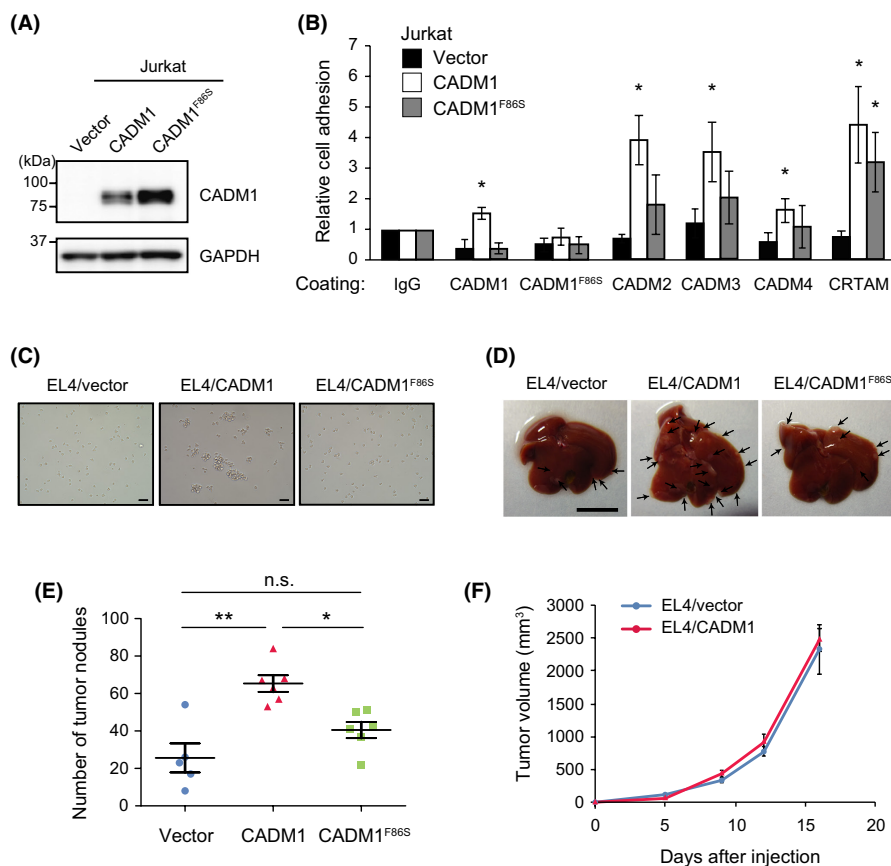 (A)
Jurkat
Vector
CADM1
CADM1F86S
(kDa)
100
75
CADM1
37
GAPDH
(B)
Jurkat
Vector
CADM1
CADM1F86S
Relative cell adhesion
7
6
5
4
3
2
1
0
* * * * * *
Coating: IgG CADM1 CADM1F86S CADM2 CADM3 CADM4 CRTAM
(C)
EL4/vector EL4/CADM1 EL4/CADM1F86S
(D)
EL4/vector EL4/CADM1 EL4/CADM1F86S
(E)
n.s.
** *
Number of tumor nodules
100
80
60
40
20
0
Vector CADM1 CADM1F86S
(F)
EL4/vector
EL4/CADM1
Tumor volume (mm3)
3000
2500
2000
1500
1000
500
0
0 5 10 15 20
Days after injection